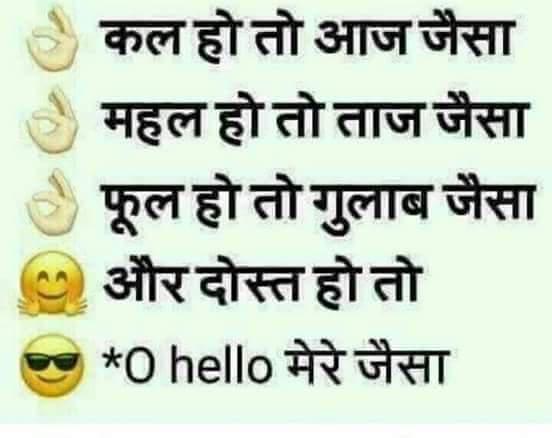 👌🏻 कल हो तो आज जैसा
👌🏻 महल हो तो ताज जैसा
👌🏻 फूल हो तो गुलाब जैसा
🤗 और दोस्त हो तो
😎 *O hello मेरे जैसा